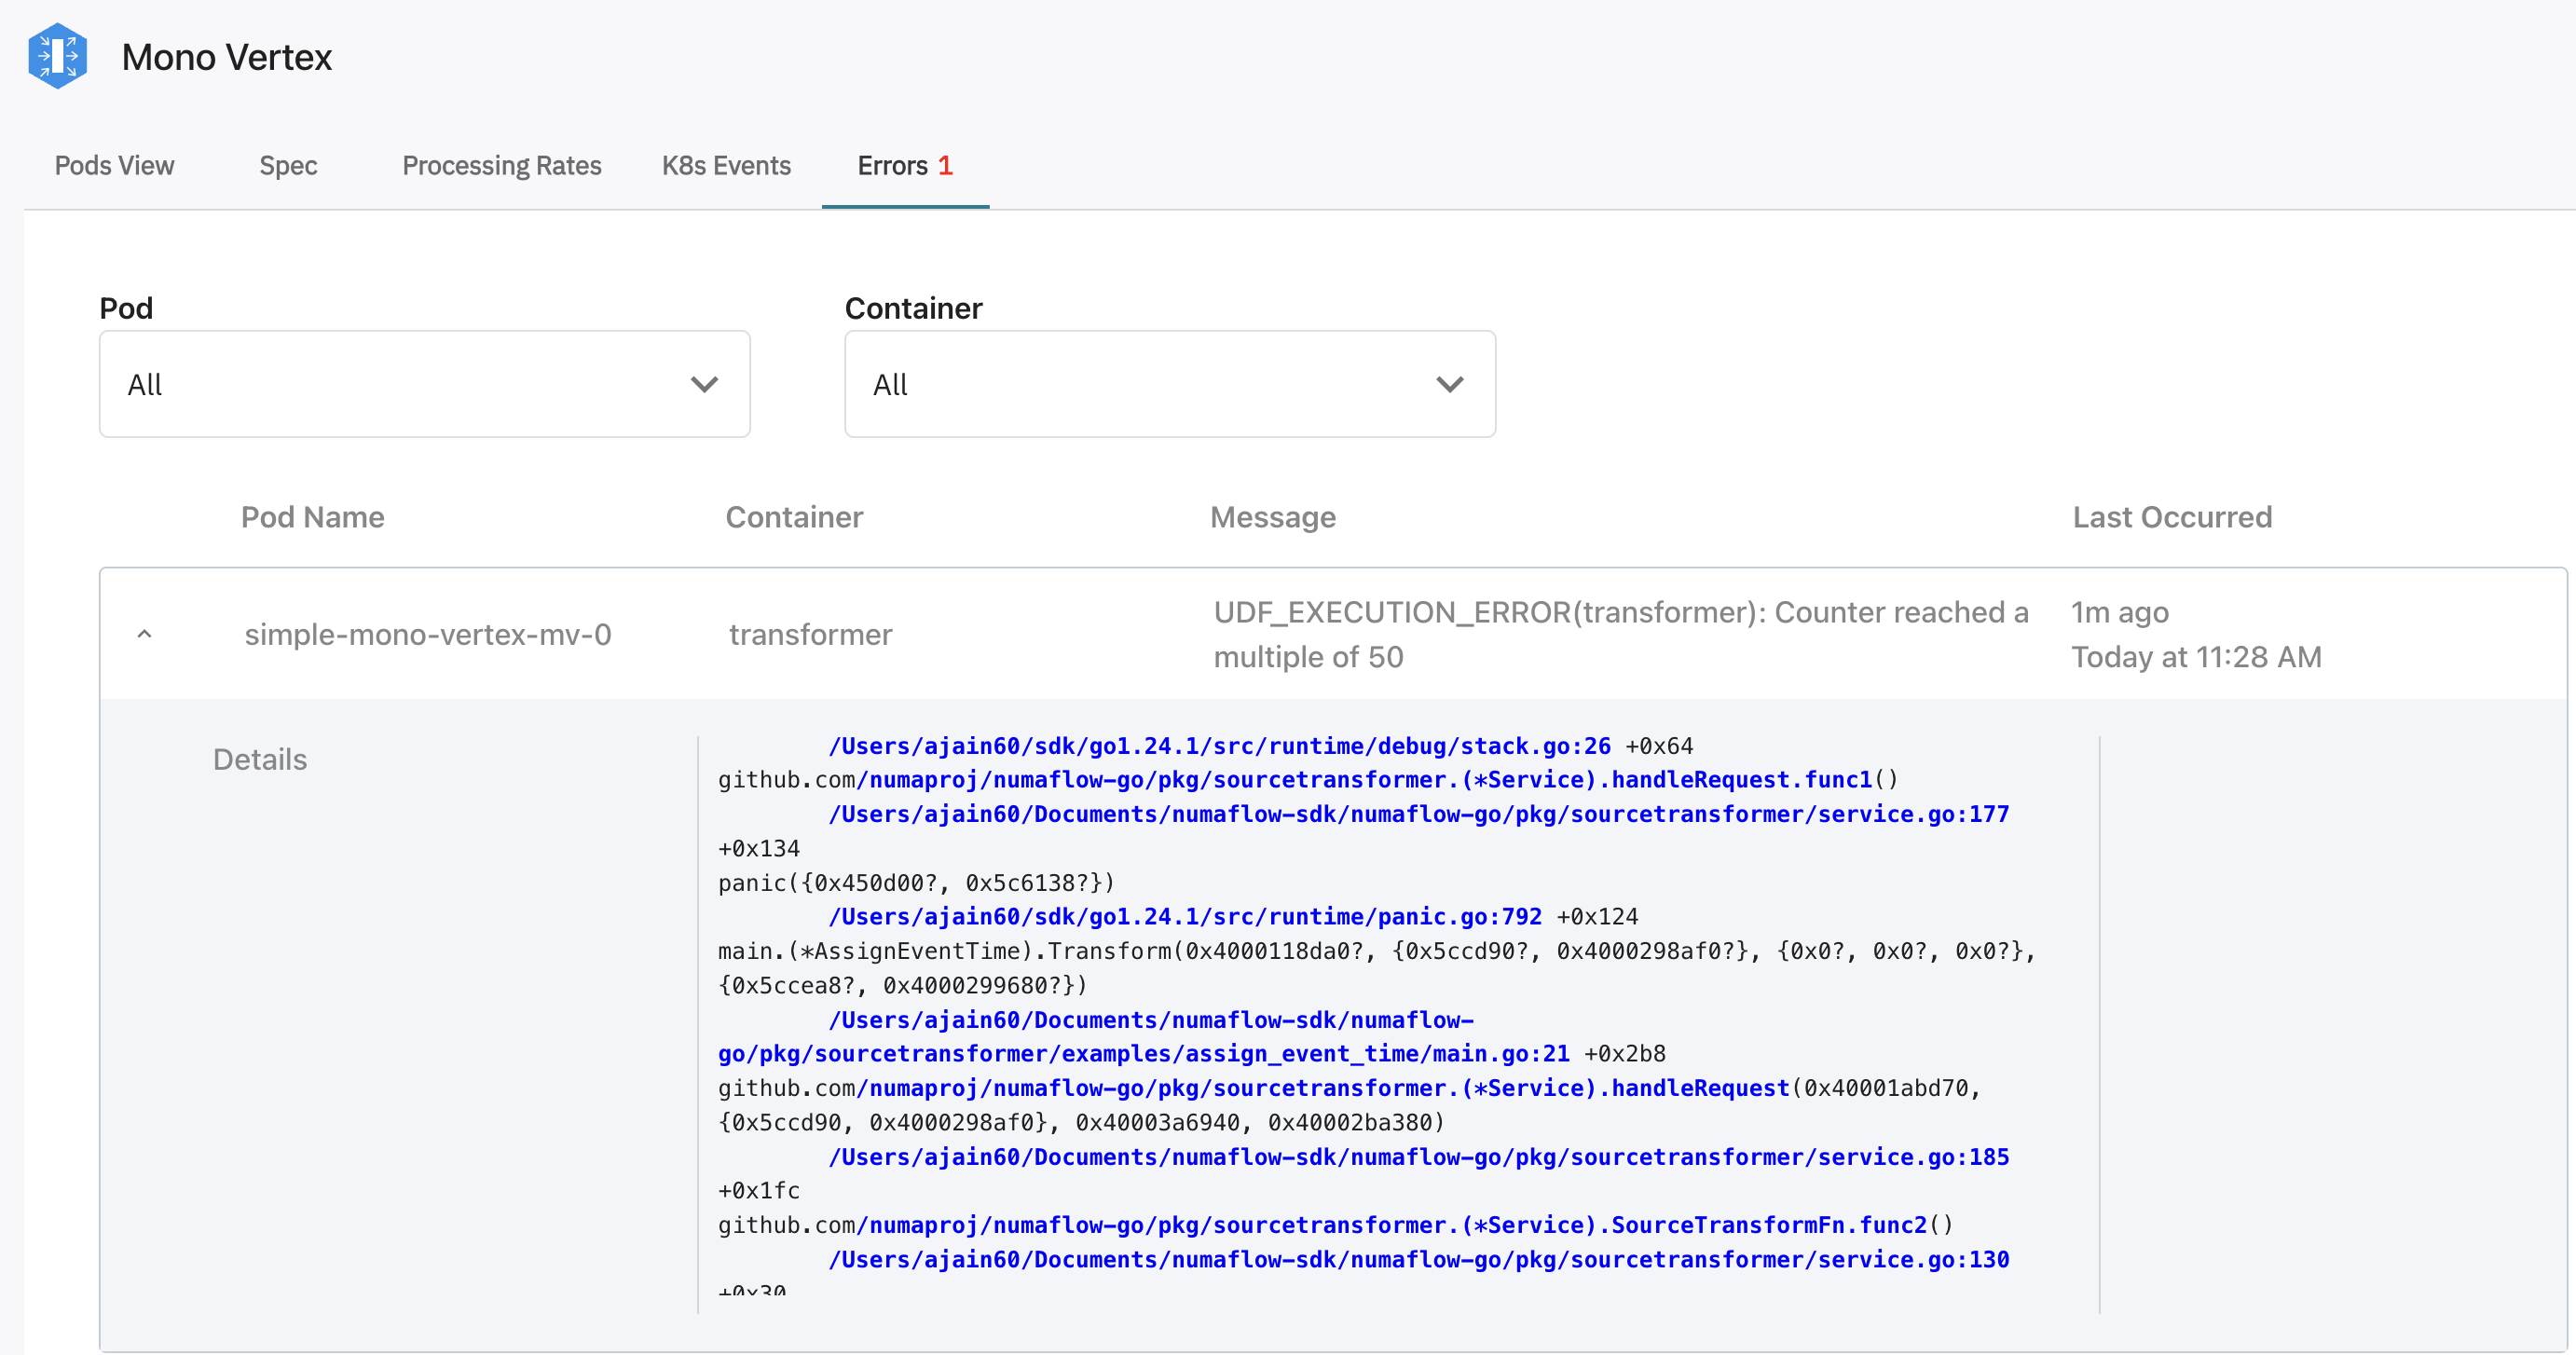 Mono Vertex
Pods View Spec Processing Rates K8s Events Errors 1
Pod Container
All All
Pod Name Container Message Last Occurred
simple-mono-vertex-mv-0 transformer UDF_EXECUTION_ERROR(transformer): Counter reached a multiple of 50 1m ago
Today at 11:28 AM
Details
/Users/ajain60/sdk/go1.24.1/src/runtime/debug/stack.go:26 +0x64
github.com/numaproj/numaflow-go/pkg/sourcetransformer.(*Service).handleRequest.func1()
/Users/ajain60/Documents/numaflow-sdk/numaflow-go/pkg/sourcetransformer/service.go:177
+0x134
panic({0x450d00?, 0x5c6138?})
/Users/ajain60/sdk/go1.24.1/src/runtime/panic.go:792 +0x124
main.(*AssignEventTime).Transform(0x4000118da0?, {0x5ccd90?, 0x4000298af0?}, {0x0?, 0x0?, 0x0?},
{0x5ccea8?, 0x4000299680?})
/Users/ajain60/Documents/numaflow-sdk/numaflow-
go/pkg/sourcetransformer/examples/assign_event_time/main.go:21 +0x2b8
github.com/numaproj/numaflow-go/pkg/sourcetransformer.(*Service).handleRequest(0x40001abd70,
{0x5ccd90, 0x4000298af0}, 0x40003a6940, 0x40002ba380)
/Users/ajain60/Documents/numaflow-sdk/numaflow-go/pkg/sourcetransformer/service.go:185
+0x1fc
github.com/numaproj/numaflow-go/pkg/sourcetransformer.(*Service).SourceTransformFn.func2()
/Users/ajain60/Documents/numaflow-sdk/numaflow-go/pkg/sourcetransformer/service.go:130
+0x30